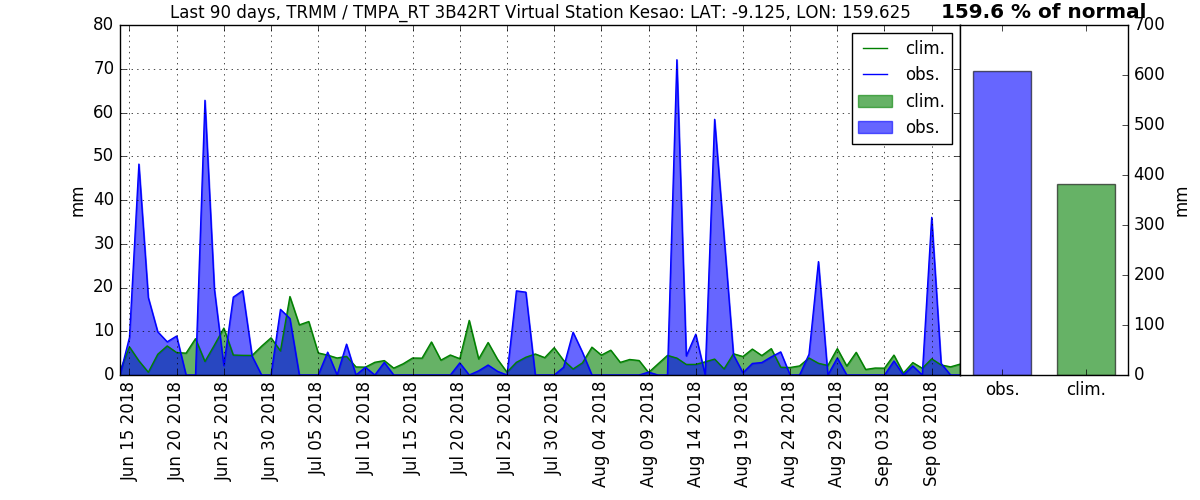 Last 90 days, TRMM / TMPA_RT 3B42RT Virtual Station Kesao: LAT: -9.125, LON: 159.625
159.6 % of normal
80
70
60
50
40
30
20
10
0
mm
clim.
obs.
clim.
obs.
700
600
500
400
300
200
100
0
mm
Jun 15 2018
Jun 20 2018
Jun 25 2018
Jun 30 2018
Jul 05 2018
Jul 10 2018
Jul 15 2018
Jul 20 2018
Jul 25 2018
Jul 30 2018
Aug 04 2018
Aug 09 2018
Aug 14 2018
Aug 19 2018
Aug 24 2018
Aug 29 2018
Sep 03 2018
Sep 08 2018
obs.
clim.